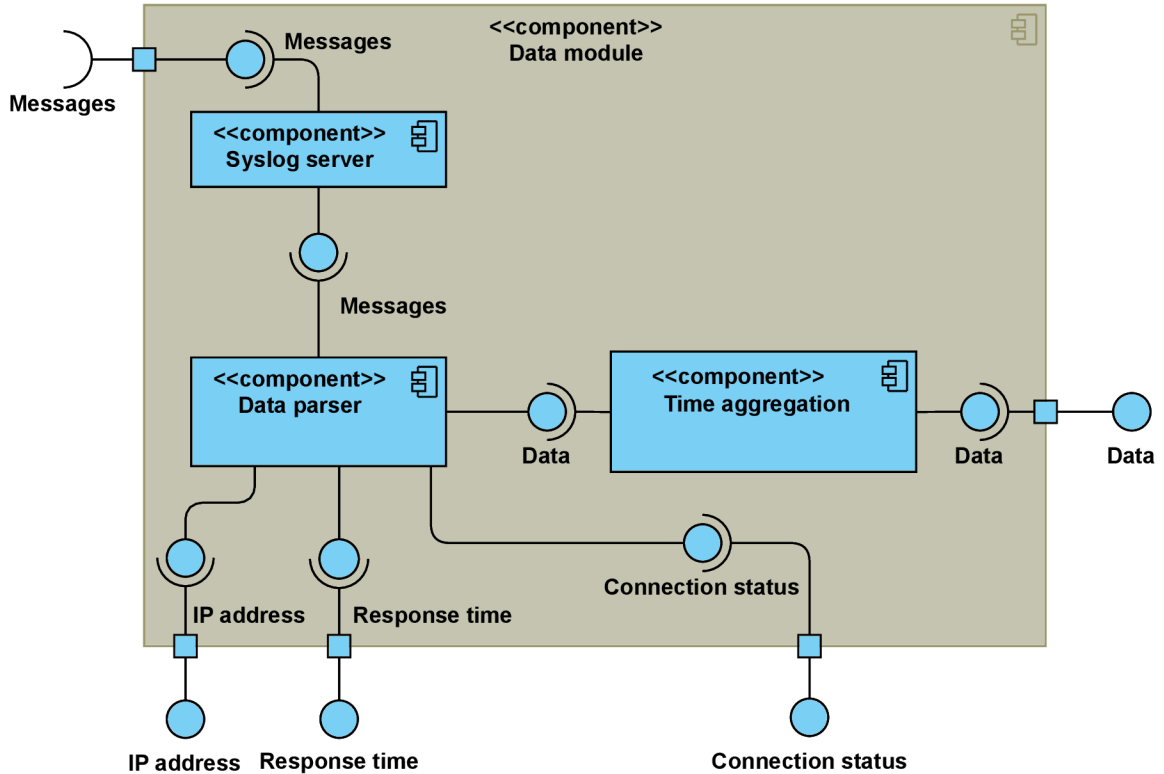 <<component>>
Data module
Messages
Messages
<<component>>
Syslog server
Messages
<<component>>
Data parser
Data
<<component>>
Time aggregation
Data
Data
IP address
Response time
Connection status
IP address
Response time
Connection status